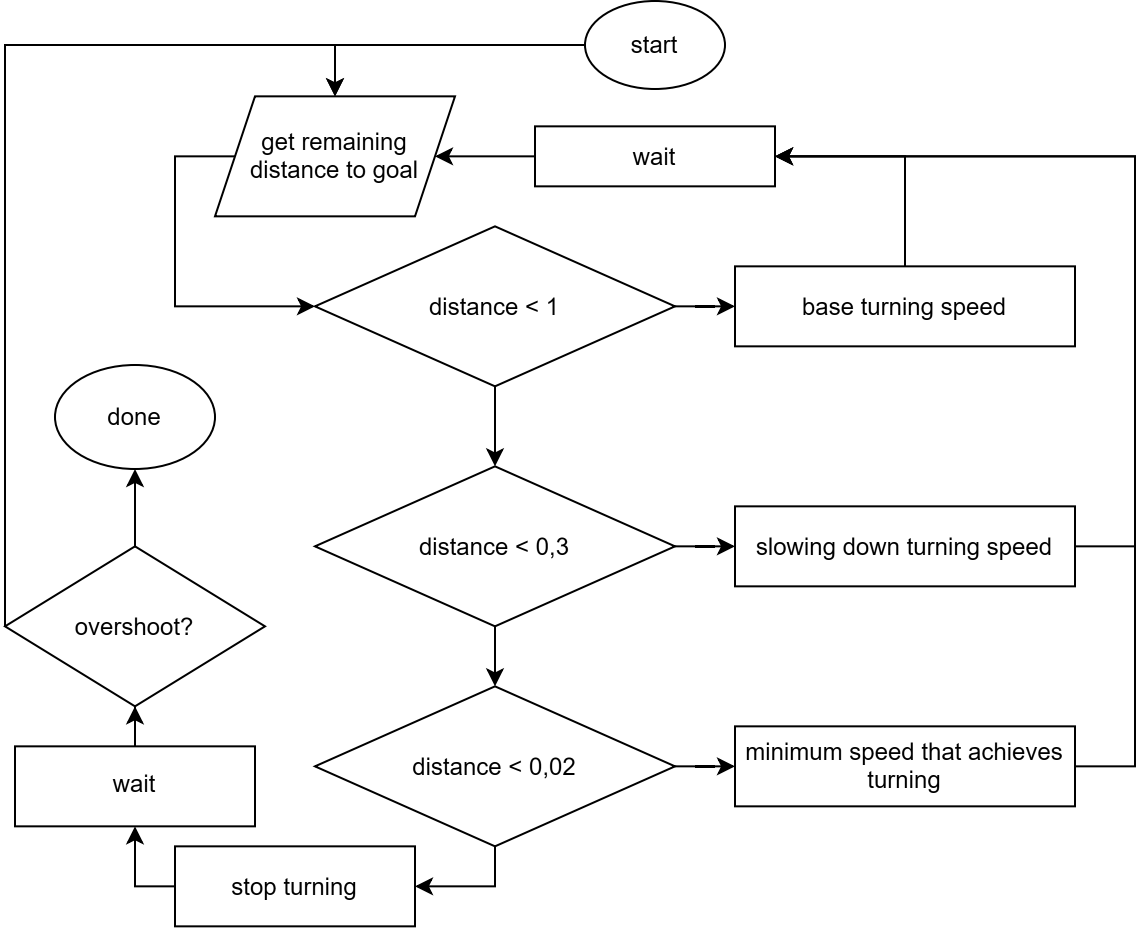 start
get remaining
distance to goal
wait
distance < 1
base turning speed
done
distance < 0,3
slowing down turning speed
overshoot?
distance < 0,02
minimum speed that achieves
turning
wait
stop turning